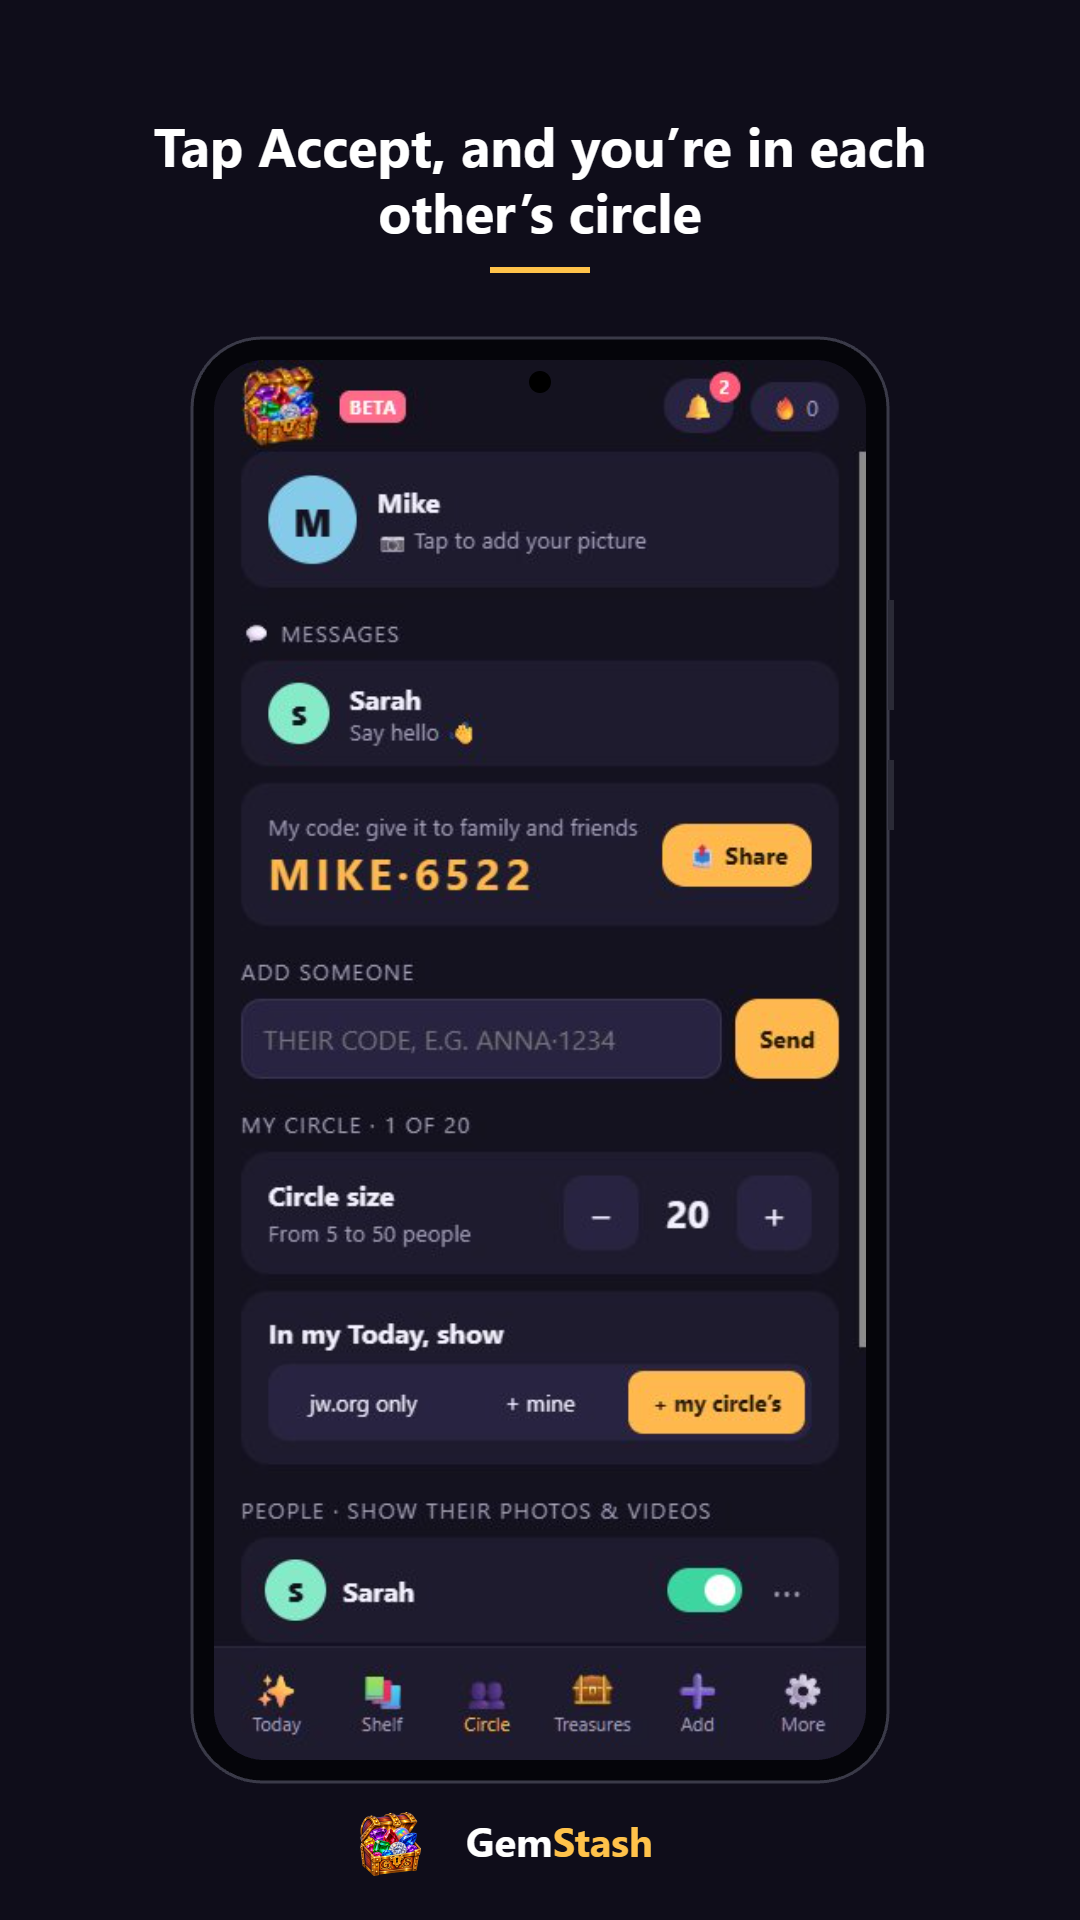 Tap Accept, and you’re in each
other’s circle
BETA
2
0
M
Mike
Tap to add your picture
MESSAGES
S
Sarah
Say hello
My code: give it to family and friends
MIKE·6522
Share
ADD SOMEONE
THEIR CODE, E.G. ANNA·1234
Send
MY CIRCLE · 1 OF 20
Circle size
From 5 to 50 people
− 20 +
In my Today, show
jw.org only
+ mine
+ my circle’s
PEOPLE · SHOW THEIR PHOTOS & VIDEOS
S
Sarah
...
Today
Shelf
Circle
Treasures
Add
More
GemStash